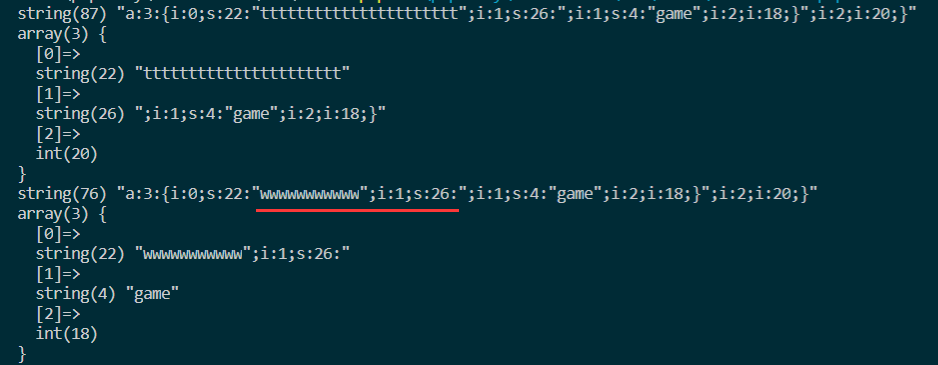 string(87) "a:3:{i:0;s:22:"tttttttttttttttttttttt";i:1;s:26:";i:1;s:4:"game";i:2;i:18;}";i:2;i:20;}"
array(3) {
[0]=>
string(22) "tttttttttttttttttttttt"
[1]=>
string(26) ";i:1;s:4:"game";i:2;i:18;}"
[2]=>
int(20)
}
string(76) "a:3:{i:0;s:22:"wwwwwwwwwww";i:1;s:26:";i:1;s:4:"game";i:2;i:18;}";i:2;i:20;}"
array(3) {
[0]=>
string(22) "wwwwwwwwwww";i:1;s:26:"
[1]=>
string(4) "game"
[2]=>
int(18)
}